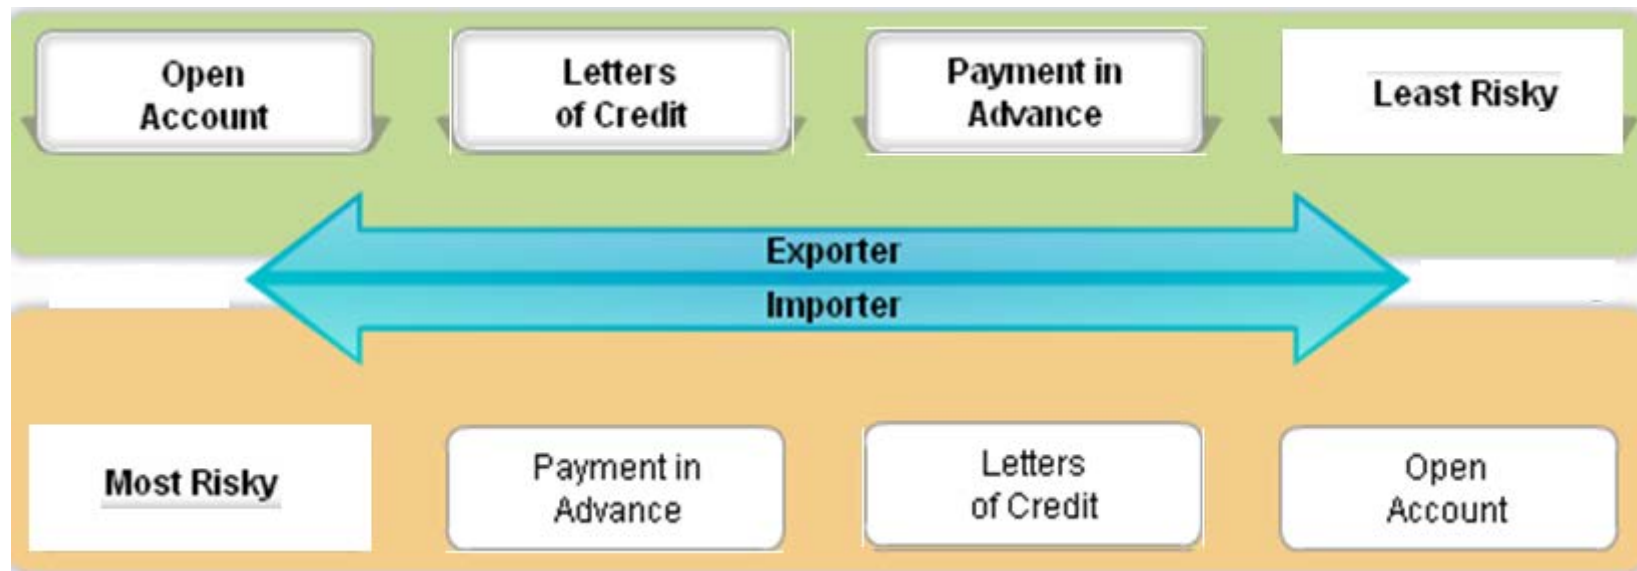 Open
Account
Letters
of Credit
Payment in
Advance
Least Risky
Exporter
Importer
Most Risky
Payment in
Advance
Letters
of Credit
Open
Account